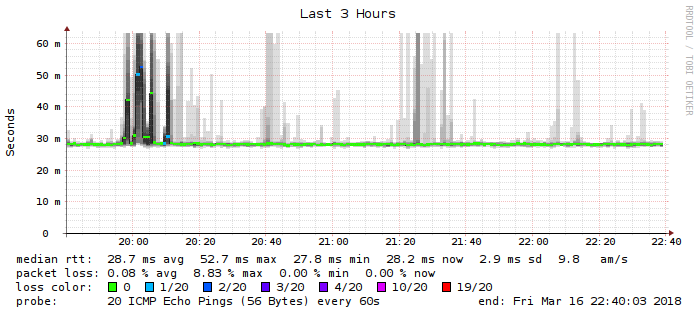 Last 3 Hours
RRDTOOL / TOBI OETIKER
Seconds
60 m
50 m
40 m
30 m
20 m
10 m
0
20:00 20:20 20:40 21:00 21:20 21:40 22:00 22:20 22:40
median rtt: 28.7 ms avg 52.7 ms max 27.8 ms min 28.2 ms now 2.9 ms sd 9.8 am/s
packet loss: 0.08 % avg 8.83 % max 0.00 % min 0.00 % now
loss color: 0 1/20 2/20 3/20 4/20 10/20 19/20
probe: 20 ICMP Echo Pings (56 Bytes) every 60s end: Fri Mar 16 22:40:03 2018